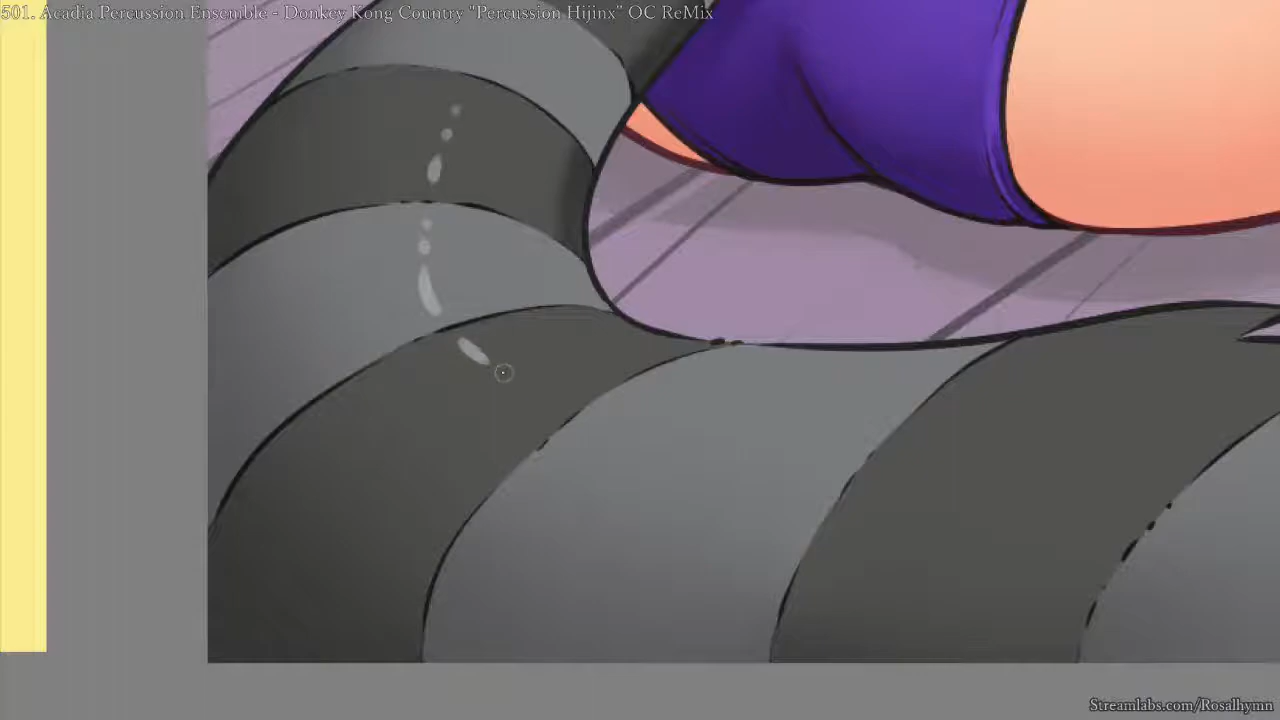 501. Acadia Percussion Ensemble - Donkey Kong Country "Percussion Hijinx" OC ReMix
Streamlabs.com/Rosalhymn